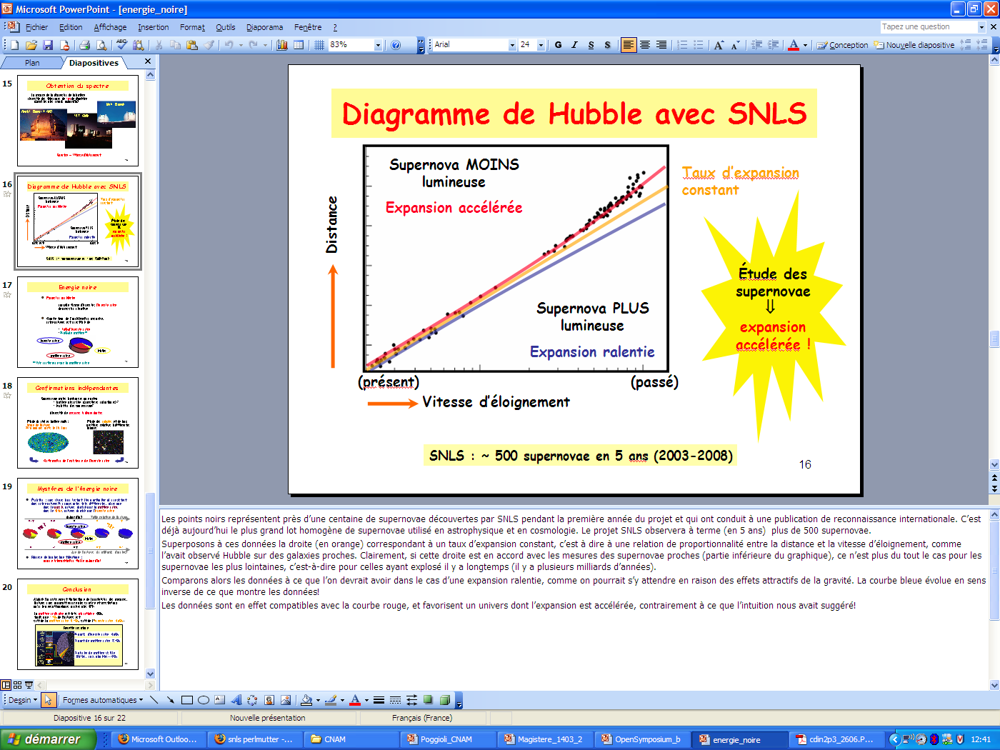 Microsoft PowerPoint - [energie_noire]
Fichier Edition Affichage Insertion Format Outils Diaporama Fenêtre ?
Tapez une question
83%
Arial
24
G I S S
Conception
Nouvelle diapositive
Plan
Diapositives
15
Obtention du spectre
16
Diagramme de Hubble avec SNLS
17
Energie noire
18
Confirmations indépendantes
19
Mystères de l'énergie noire
20
Conclusion
Diagramme de Hubble avec SNLS
Supernova MOINS
lumineuse
Expansion accélérée
Taux d'expansion
constant
Distance
Étude des
supernovae
⇓
expansion
accélérée !
Supernova PLUS
lumineuse
Expansion ralentie
(présent)
(passé)
Vitesse d'éloignement
SNLS : ~ 500 supernovae en 5 ans (2003-2008)
16
Les points noirs représentent près d'une centaine de supernovae découvertes par SNLS pendant la première année du projet et qui ont conduit à une publication de reconnaissance internationale. C'est
déjà aujourd'hui le plus grand lot homogène de supernovae utilisé en astrophysique et en cosmologie. Le projet SNLS observera à terme (en 5 ans) plus de 500 supernovae.
Superposons à ces données la droite (en orange) correspondant à un taux d'expansion constant, c'est à dire à une relation de proportionnalité entre la distance et la vitesse d'éloignement, comme
l'avait observé Hubble sur des galaxies proches. Clairement, si cette droite est en accord avec les mesures des supernovae proches (partie inférieure du graphique), ce n'est plus du tout le cas pour les
supernovae les plus lointaines, c'est-à-dire pour celles ayant explosé il y a longtemps (il y a plusieurs milliards d'années).
Comparons alors les données à ce que l'on devrait avoir dans le cas d'une expansion ralentie, comme on pourrait s'y attendre en raison des effets attractifs de la gravité. La courbe bleue évolue en sens
inverse de ce que montre les données!
Les données sont en effet compatibles avec la courbe rouge, et favorisent un univers dont l'expansion est accélérée, contrairement à ce que l'intuition nous avait suggéré!
Dessin
Formes automatiques
Diapositive 16 sur 22
Nouvelle présentation
Français (France)
démarrer
Microsoft Outloo...
snls perlmutter -...
CNAM
Poggioli_CNAM
Magistere_1403_2
OpenSymposium_b
energie_noire
cdin2p3_2606.P...
12:41